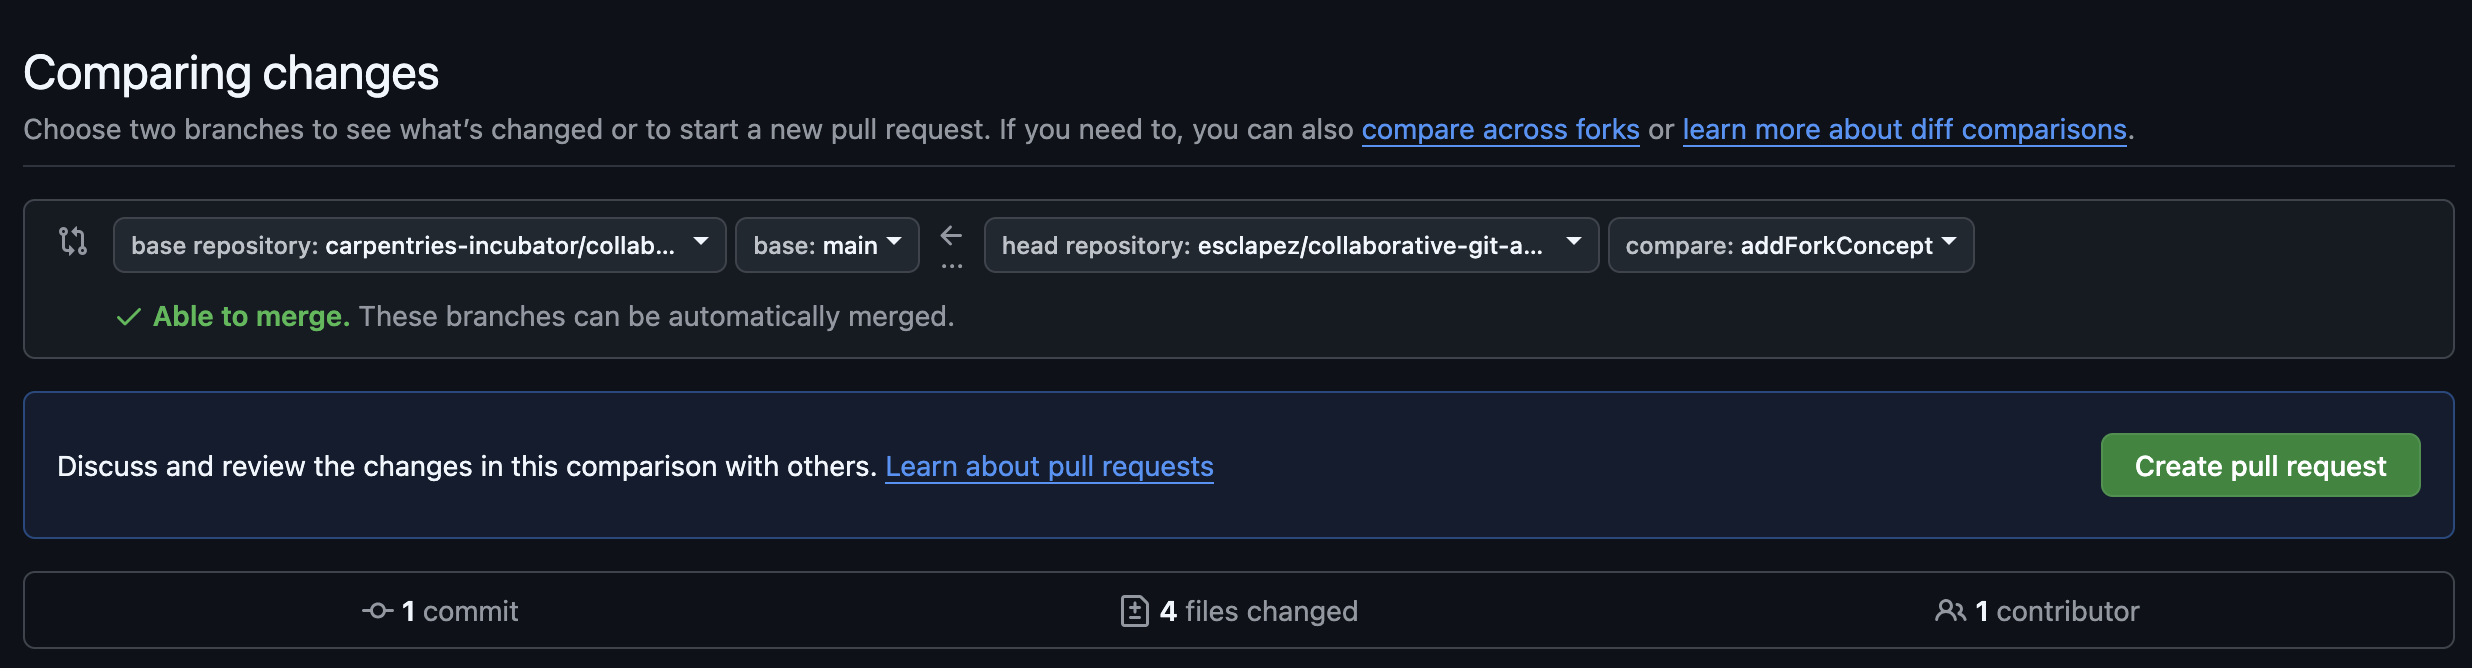 Comparing changes
Choose two branches to see what’s changed or to start a new pull request. If you need to, you can also compare across forks or learn more about diff comparisons.
base repository: carpentries-incubator/collab... base: main ... head repository: esclapez/collaborative-git-a... compare: addForkConcept
Able to merge. These branches can be automatically merged.
Discuss and review the changes in this comparison with others. Learn about pull requests Create pull request
1 commit 4 files changed 1 contributor